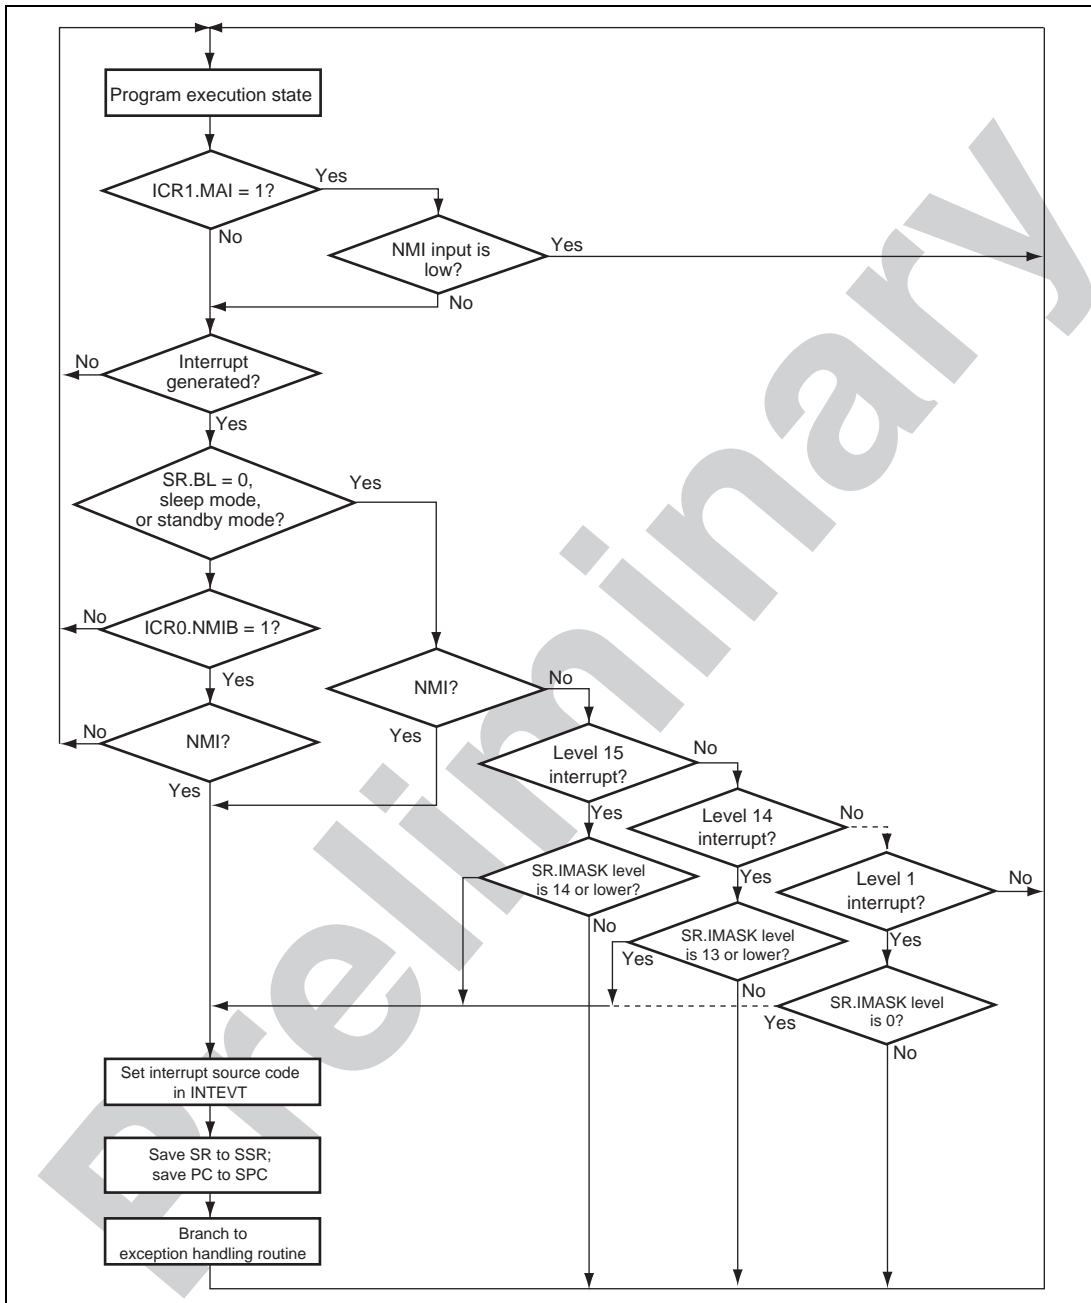 Preliminary
Program execution state
ICR1.MAI = 1?
Yes
No
NMI input is
low?
Yes
No
Interrupt
generated?
No
Yes
SR.BL = 0,
sleep mode,
or standby mode?
Yes
ICR0.NMIB = 1?
No
Yes
NMI?
No
Yes
NMI?
No
Yes
Level 15
interrupt?
No
Yes
Level 14
interrupt?
No
Yes
Level 1
interrupt?
No
Yes
SR.IMASK level
is 14 or lower?
Yes
No
SR.IMASK level
is 13 or lower?
Yes
No
SR.IMASK level
is 0?
Yes
No
Set interrupt source code
in INTEVT
Save SR to SSR;
save PC to SPC
Branch to
exception handling routine